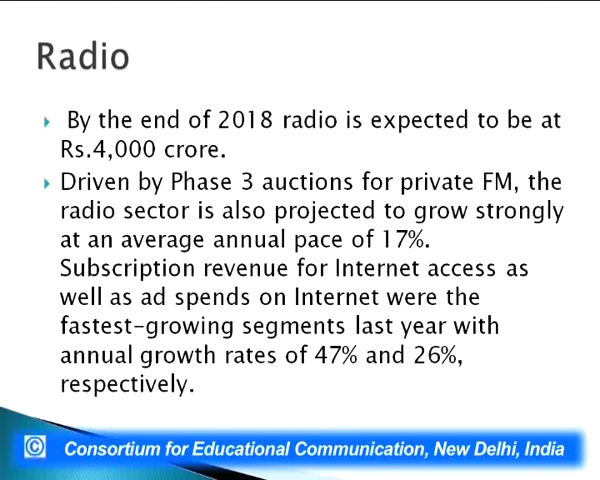 Radio
By the end of 2018 radio is expected to be at
Rs.4,000 crore.
Driven by Phase 3 auctions for private FM, the
radio sector is also projected to grow strongly
at an average annual pace of 17%.
Subscription revenue for Internet access as
well as ad spends on Internet were the
fastest-growing segments last year with
annual growth rates of 47% and 26%,
respectively.
© Consortium for Educational Communication, New Delhi, India